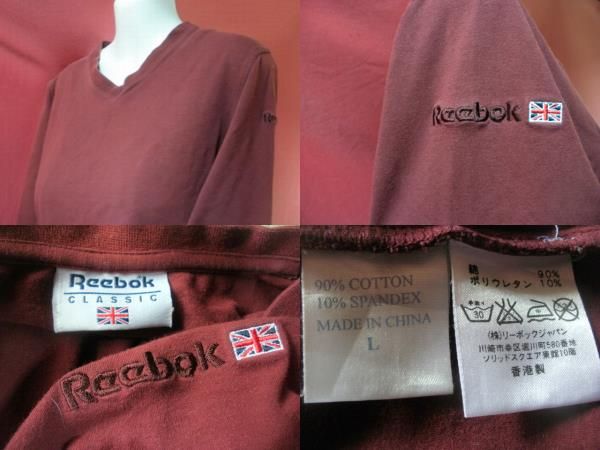 Re
Reebok
Reebok
CLASSIC
Reebok
90% COTTON
10% SPANDEX
MADE IN CHINA
L
綿 90%
ポリウレタン 10%
30
(株)リーボックジャパン
川崎市幸区堀川町580番地
ソリッドスクエア東館10階
香港製